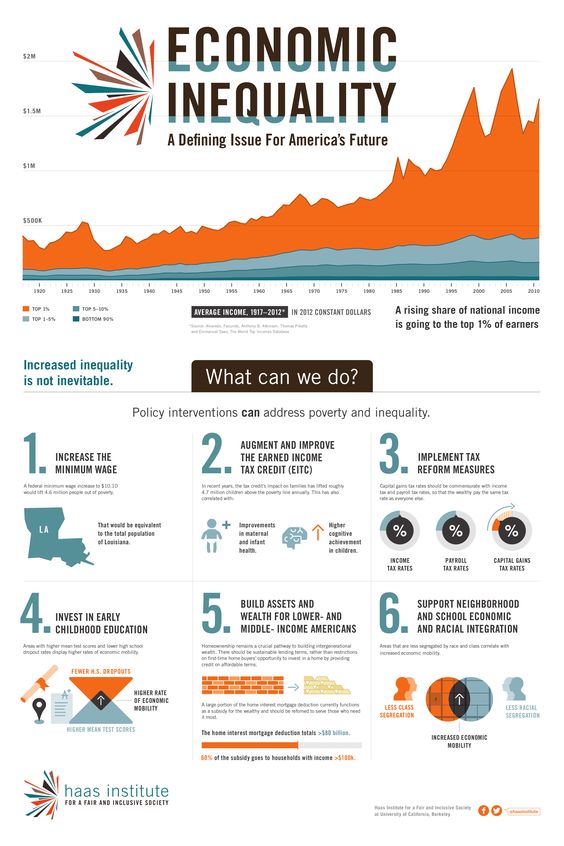 ECONOMIC
INEQUALITY
A Defining Issue For America's Future
$2M
$1.5M
$1M
$500K
1920 1925 1930 1935 1940 1945 1950 1955 1960 1965 1970 1975 1980 1985 1990 1995 2000 2005 2010
TOP 1%
TOP 5-10%
TOP 1-5%
BOTTOM 90%
AVERAGE INCOME, 1917–2012* IN 2012 CONSTANT DOLLARS
*Source: Alvaredo, Facundo, Anthony B. Atkinson, Thomas Piketty
and Emmanuel Saez, The World Top Incomes Database
A rising share of national income
is going to the top 1% of earners
Increased inequality
is not inevitable.
What can we do?
Policy interventions can address poverty and inequality.
1. INCREASE THE
MINIMUM WAGE
A federal minimum wage increase to $10.10
would lift 4.6 million people out of poverty.
LA
That would be equivalent
to the total population
of Louisiana.
2. AUGMENT AND IMPROVE
THE EARNED INCOME
TAX CREDIT (EITC)
In recent years, the tax credit's impact on families has lifted roughly
4.7 million children above the poverty line annually. This has also
correlated with:
Improvements
in maternal
and infant
health.
Higher
cognitive
achievement
in children.
3. IMPLEMENT TAX
REFORM MEASURES
Capital gains tax rates should be commensurate with income
tax and payroll tax rates, so that the wealthy pay the same tax
rate as everyone else.
%
%
%
INCOME
TAX RATES
PAYROLL
TAX RATES
CAPITAL GAINS
TAX RATES
4. INVEST IN EARLY
CHILDHOOD EDUCATION
Areas with higher mean test scores and lower high school
dropout rates display higher rates of economic mobility.
FEWER H.S. DROPOUTS
HIGHER RATE
OF ECONOMIC
MOBILITY
HIGHER MEAN TEST SCORES
5. BUILD ASSETS AND
WEALTH FOR LOWER- AND
MIDDLE- INCOME AMERICANS
Homeownership remains a crucial pathway to building intergenerational
wealth. There should be sustainable lending terms, rather than restrictions
on first-time home buyers' opportunity to invest in a home by providing
credit on affordable terms.
A large portion of the home interest mortgage deduction currently functions
as a subsidy for the wealthy and should be reformed to serve those who need
it most.
The home interest mortgage deduction totals >$80 billion.
60% of the subsidy goes to households with income >$100k.
6. SUPPORT NEIGHBORHOOD
AND SCHOOL ECONOMIC
AND RACIAL INTEGRATION
Areas that are less segregated by race and class correlate with
increased economic mobility.
LESS CLASS
SEGREGATION
LESS RACIAL
SEGREGATION
INCREASED ECONOMIC
MOBILITY
haas institute
FOR A FAIR AND INCLUSIVE SOCIETY
Haas Institute for a Fair and Inclusive Society
at University of California, Berkeley
@haasinstitute